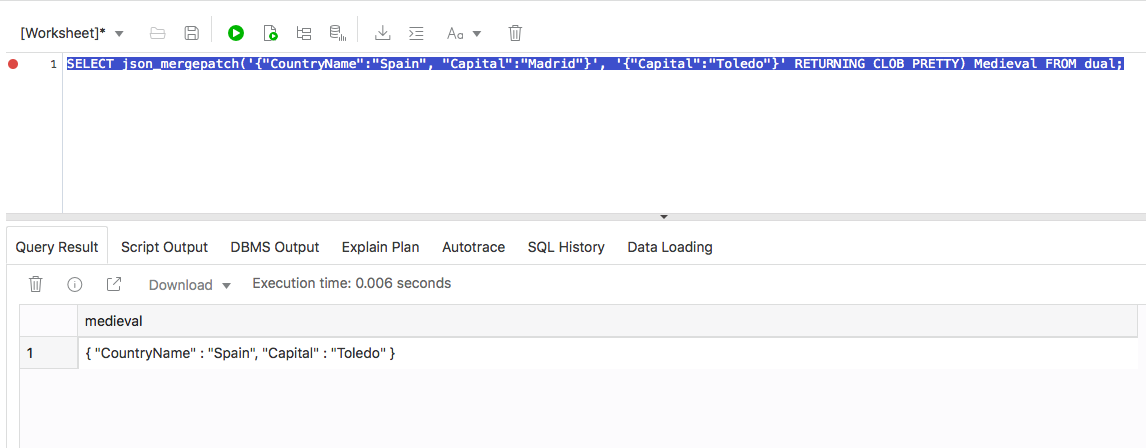 [Worksheet]*
Aa
1 SELECT json_mergepatch('{"CountryName":"Spain", "Capital":"Madrid"}', '{"Capital":"Toledo"}' RETURNING CLOB PRETTY) Medieval FROM dual;
Query Result Script Output DBMS Output Explain Plan Autotrace SQL History Data Loading
Download Execution time: 0.006 seconds
medieval
1 { "CountryName" : "Spain", "Capital" : "Toledo" }